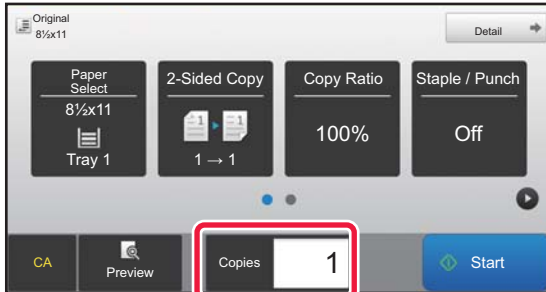 Original
8½x11
Detail
Paper
Select
8½x11
Tray 1
2-Sided Copy
1 → 1
Copy Ratio
100%
Staple / Punch
Off
CA
Preview
Copies
1
Start